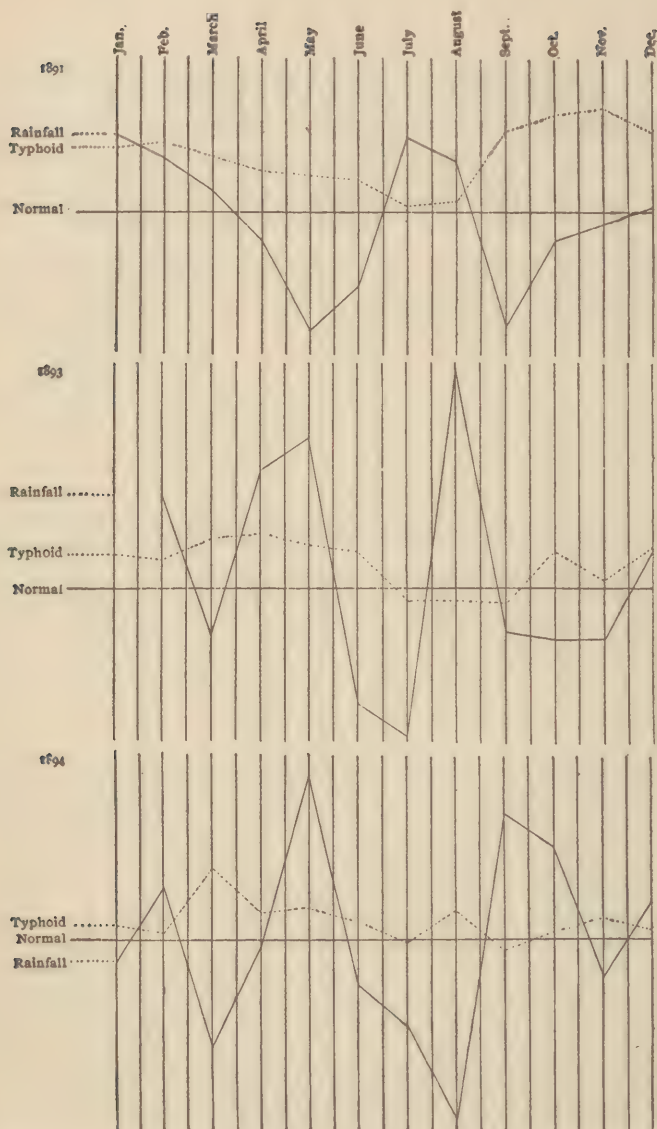 Jan. Feb. March April May June July August Sept. Oct. Nov. Dec.
1891
Rainfall
Typhoid
Normal
1893
Rainfall
Typhoid
Normal
1894
Typhoid
Normal
Rainfall